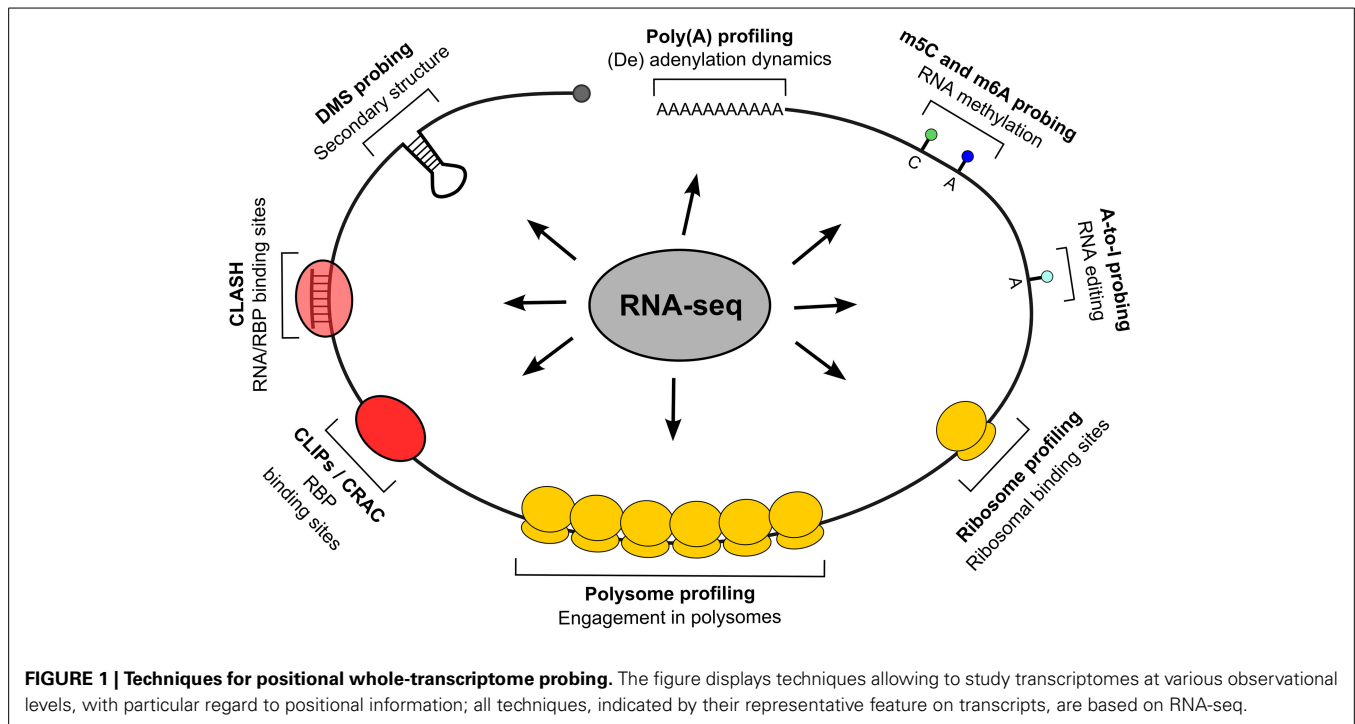 Poly(A) profiling
(De) adenylation dynamics
AAAAAAAAAAA
m5C and m6A probing
RNA methylation
C
A
A-to-I probing
RNA editing
A
Ribosome profiling
Ribosomal binding sites
Polysome profiling
Engagement in polysomes
CLIPs / CRAC
RBP
binding sites
CLASH
RNA/RBP binding sites
DMS probing
Secondary structure
RNA-seq
FIGURE 1 | Techniques for positional whole-transcriptome probing. The figure displays techniques allowing to study transcriptomes at various observational
levels, with particular regard to positional information; all techniques, indicated by their representative feature on transcripts, are based on RNA-seq.